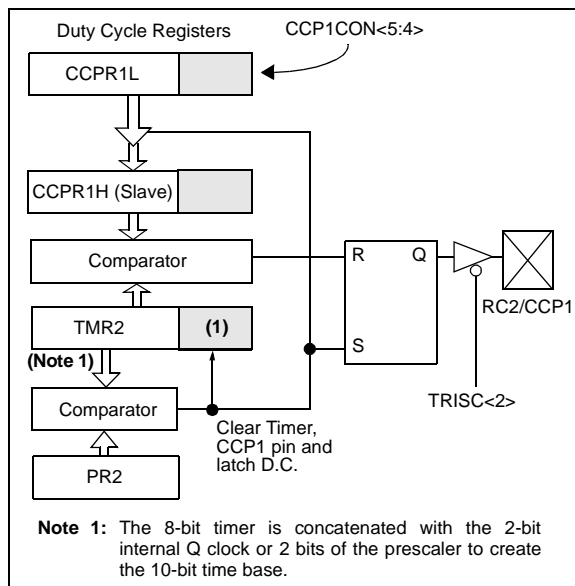 Duty Cycle Registers
CCP1CON<5:4>
CCPR1L
CCPR1H (Slave)
Comparator
R
Q
RC2/CCP1
TMR2
(1)
(Note 1)
S
TRISC<2>
Comparator
Clear Timer,
CCP1 pin and
latch D.C.
PR2
Note 1: The 8-bit timer is concatenated with the 2-bit
internal Q clock or 2 bits of the prescaler to create
the 10-bit time base.